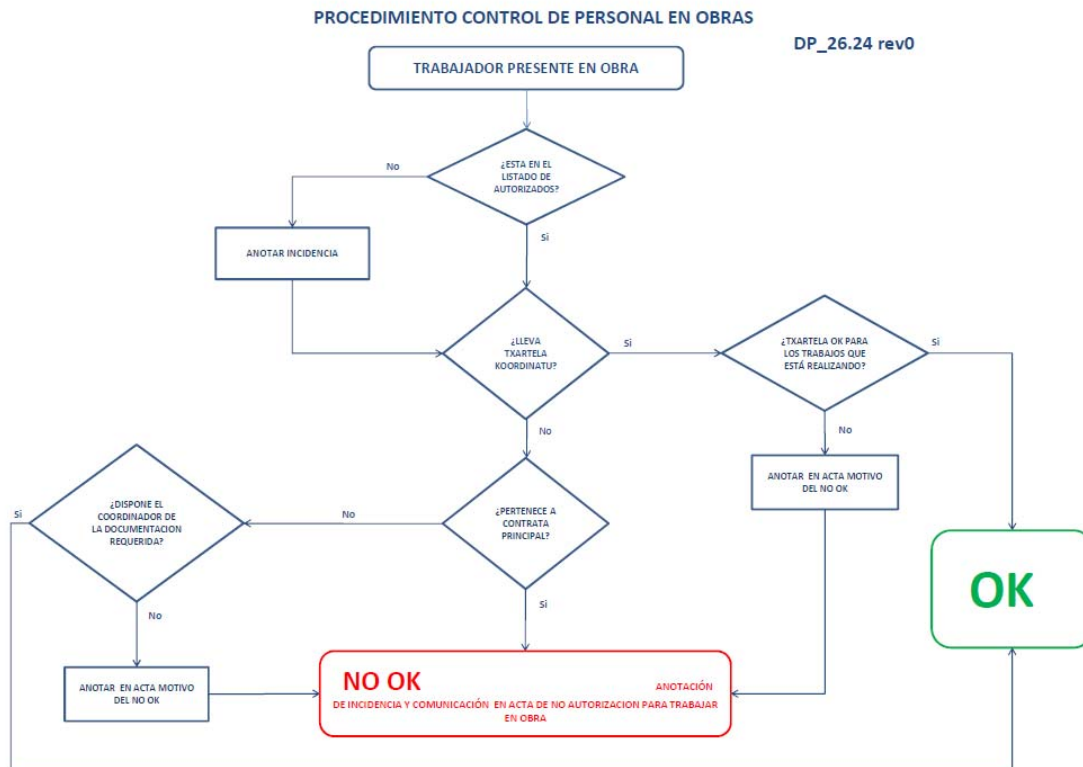 PROCEDIMIENTO CONTROL DE PERSONAL EN OBRAS
DP_26.24 rev0
TRABAJADOR PRESENTE EN OBRA
¿ESTA EN EL
LISTADO DE
AUTORIZADOS?
No
Si
ANOTAR INCIDENCIA
¿LLEVA
TXARTELA
KOORDINATU?
Si
No
¿TXARTELA OK PARA
LOS TRABAJOS QUE
ESTÁ REALIZANDO?
Si
No
ANOTAR EN ACTA MOTIVO
DEL NO OK
¿PERTENECE A
CONTRATA
PRINCIPAL?
No
Si
¿DISPONE EL
COORDINADOR DE
LA DOCUMENTACION
REQUERIDA?
Si
No
ANOTAR EN ACTA MOTIVO
DEL NO OK
NO OK ANOTACIÓN
DE INCIDENCIA Y COMUNICACIÓN EN ACTA DE NO AUTORIZACION PARA TRABAJAR
EN OBRA
OK